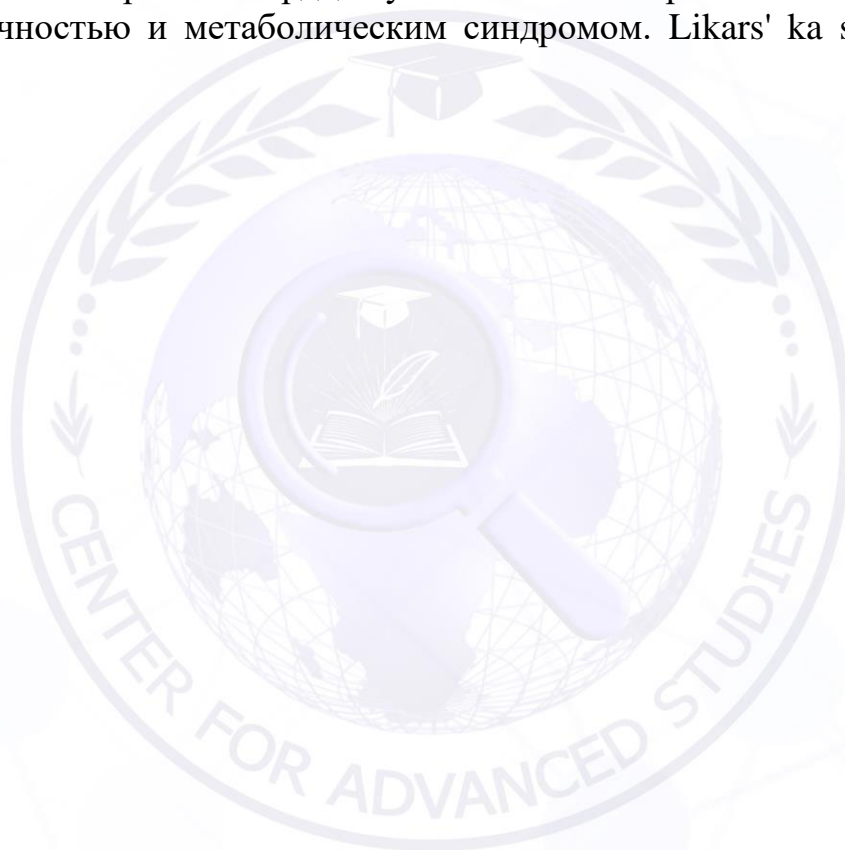 чностью и метаболическим синдромом. Likars' ka s
CENTER FOR ADVANCED STUDIES